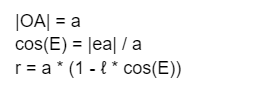 |OA| = a
cos(E) = |ea| / a
r = a * (1 - ℓ * cos(E))